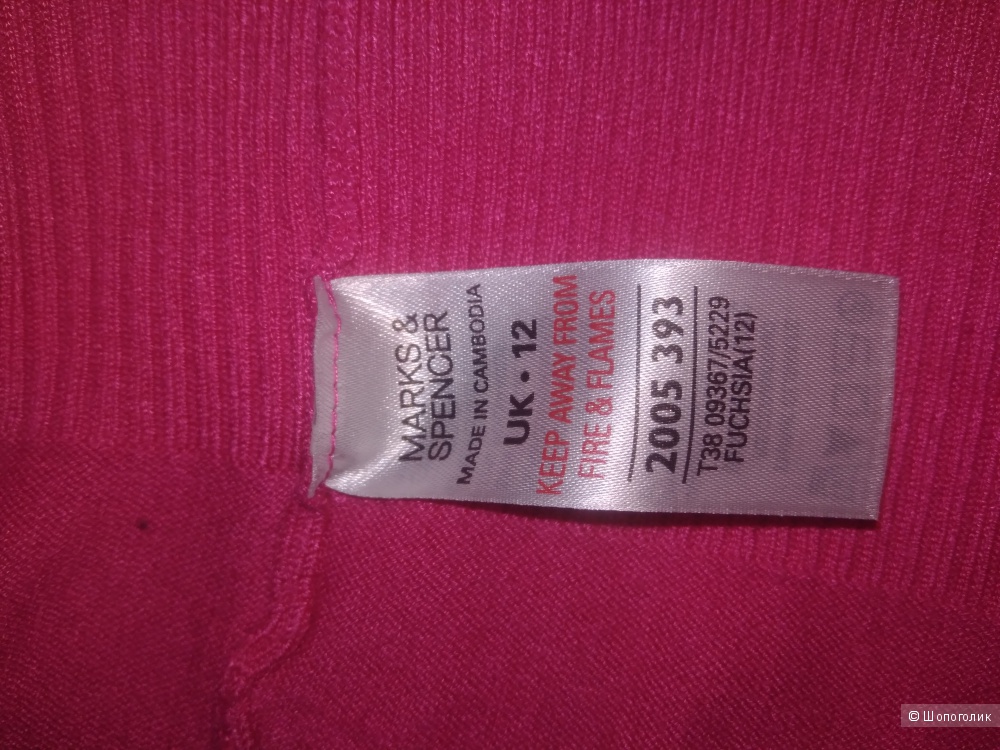 MARKS &
SPENCER
MADE IN CAMBODIA
UK • 12
KEEP AWAY FROM
FIRE & FLAMES
2005 393
T38 09367/5229
FUCHSIA(12)
© Шопоголик